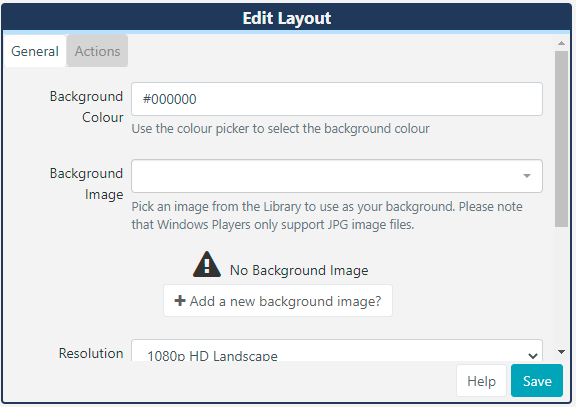 Edit Layout
General Actions
Background Colour
#000000
Use the colour picker to select the background colour
Background Image
Pick an image from the Library to use as your background. Please note
that Windows Players only support JPG image files.
No Background Image
+ Add a new background image?
Resolution
1080p HD Landscape
Help Save